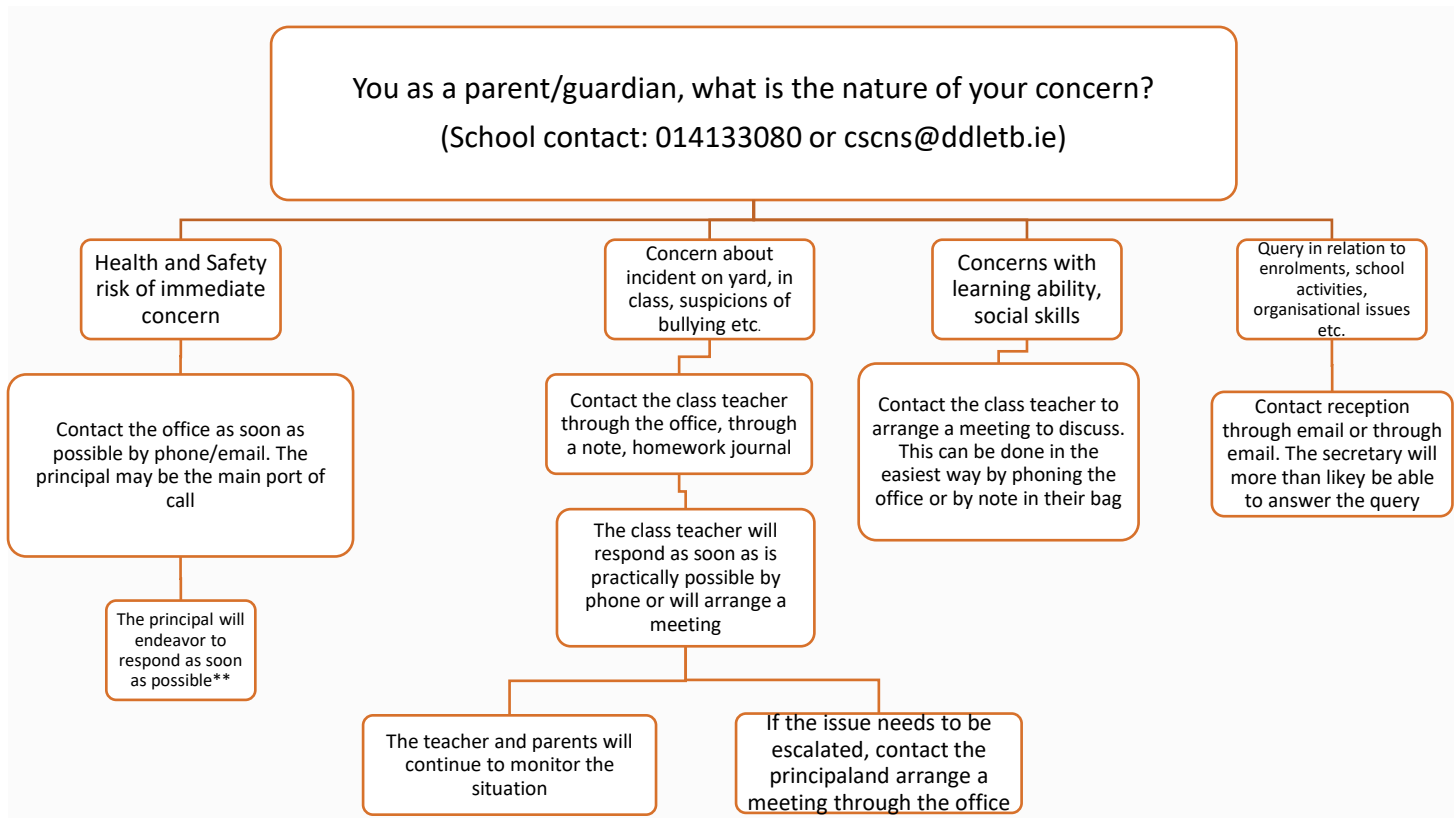 You as a parent/guardian, what is the nature of your concern?
(School contact: 014133080 or cscns@ddletb.ie)
Health and Safety
risk of immediate
concern
Contact the office as soon as
possible by phone/email. The
principal may be the main port of
call
The principal will
endeavor to
respond as soon
as possible**
Concern about
incident on yard, in
class, suspicions of
bullying etc.
Contact the class teacher
through the office, through
a note, homework journal
The class teacher will
respond as soon as is
practically possible by
phone or will arrange a
meeting
The teacher and parents will
continue to monitor the
situation
If the issue needs to be
escalated, contact the
principaland arrange a
meeting through the office
Concerns with
learning ability,
social skills
Contact the class teacher to
arrange a meeting to discuss.
This can be done in the
easiest way by phoning the
office or by note in their bag
Query in relation to
enrolments, school
activities,
organisational issues
etc.
Contact reception
through email or through
email. The secretary will
more than likey be able
to answer the query